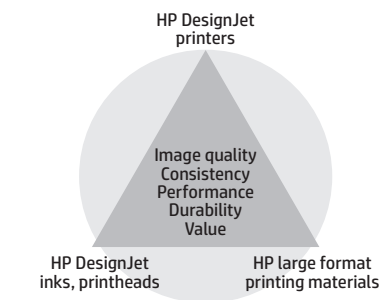 HP DesignJet
printers
Image quality
Consistency
Performance
Durability
Value
HP DesignJet
inks, printheads
HP large format
printing materials